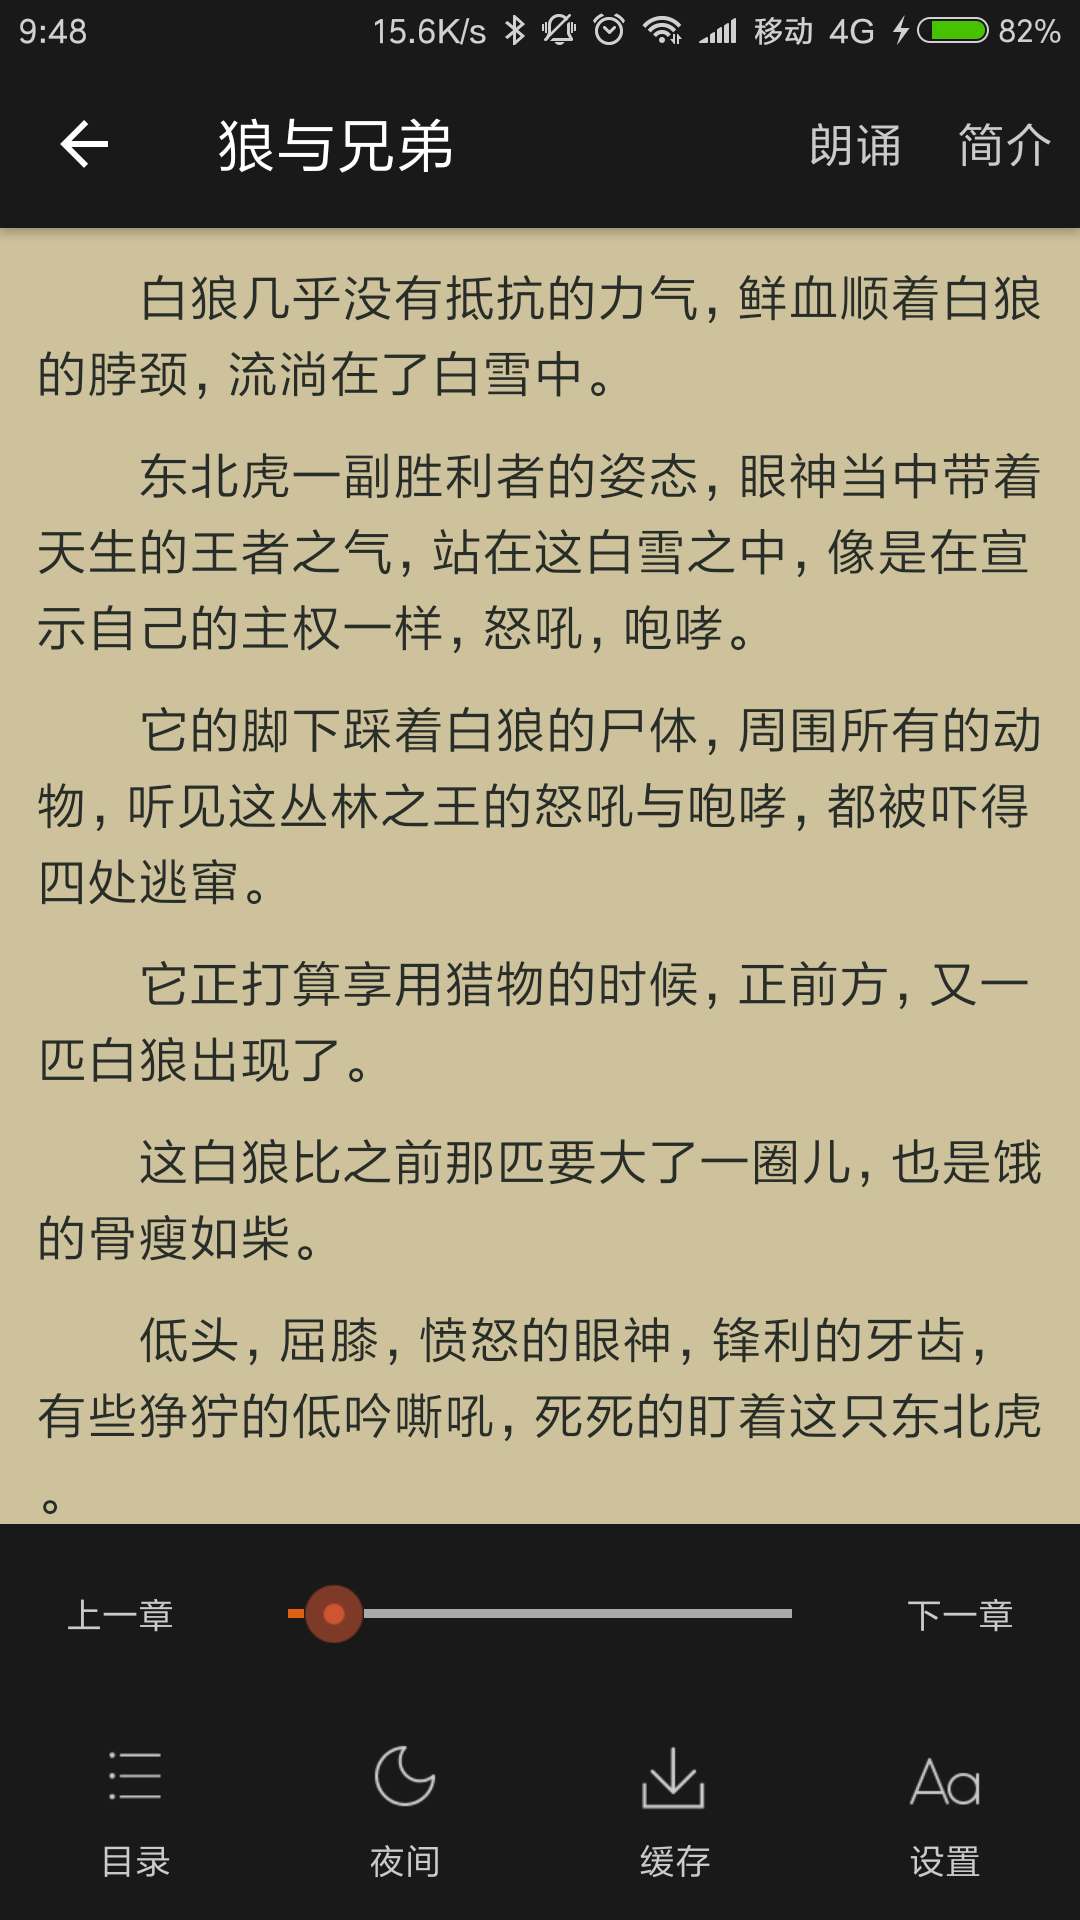 9:48 15.6K/s 移动 4G 82%
狼与兄弟 朗诵 简介
白狼几乎没有抵抗的力气,鲜血顺着白狼
的脖颈,流淌在了白雪中。
东北虎一副胜利者的姿态,眼神当中带着
天生的王者之气,站在这白雪之中,像是在宣
示自己的主权一样,怒吼,咆哮。
它的脚下踩着白狼的尸体,周围所有的动
物,听见这丛林之王的怒吼与咆哮,都被吓得
四处逃窜。
它正打算享用猎物的时候,正前方,又一
匹白狼出现了。
这白狼比之前那匹要大了一圈儿,也是饿
的骨瘦如柴。
低头,屈膝,愤怒的眼神,锋利的牙齿,
有些狰狞的低吟嘶吼,死死的盯着这只东北虎
。
上一章 下一章
Aa
目录 夜间 缓存 设置